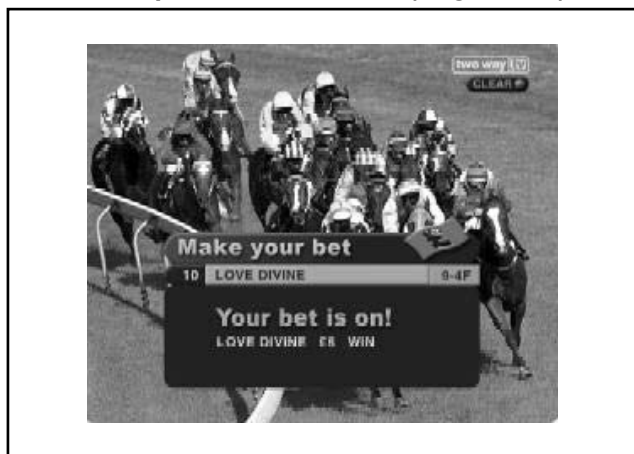 two way TV
CLEAR
Make your bet
10 LOVE DIVINE 9-4F
Your bet is on!
LOVE DIVINE £5 WIN